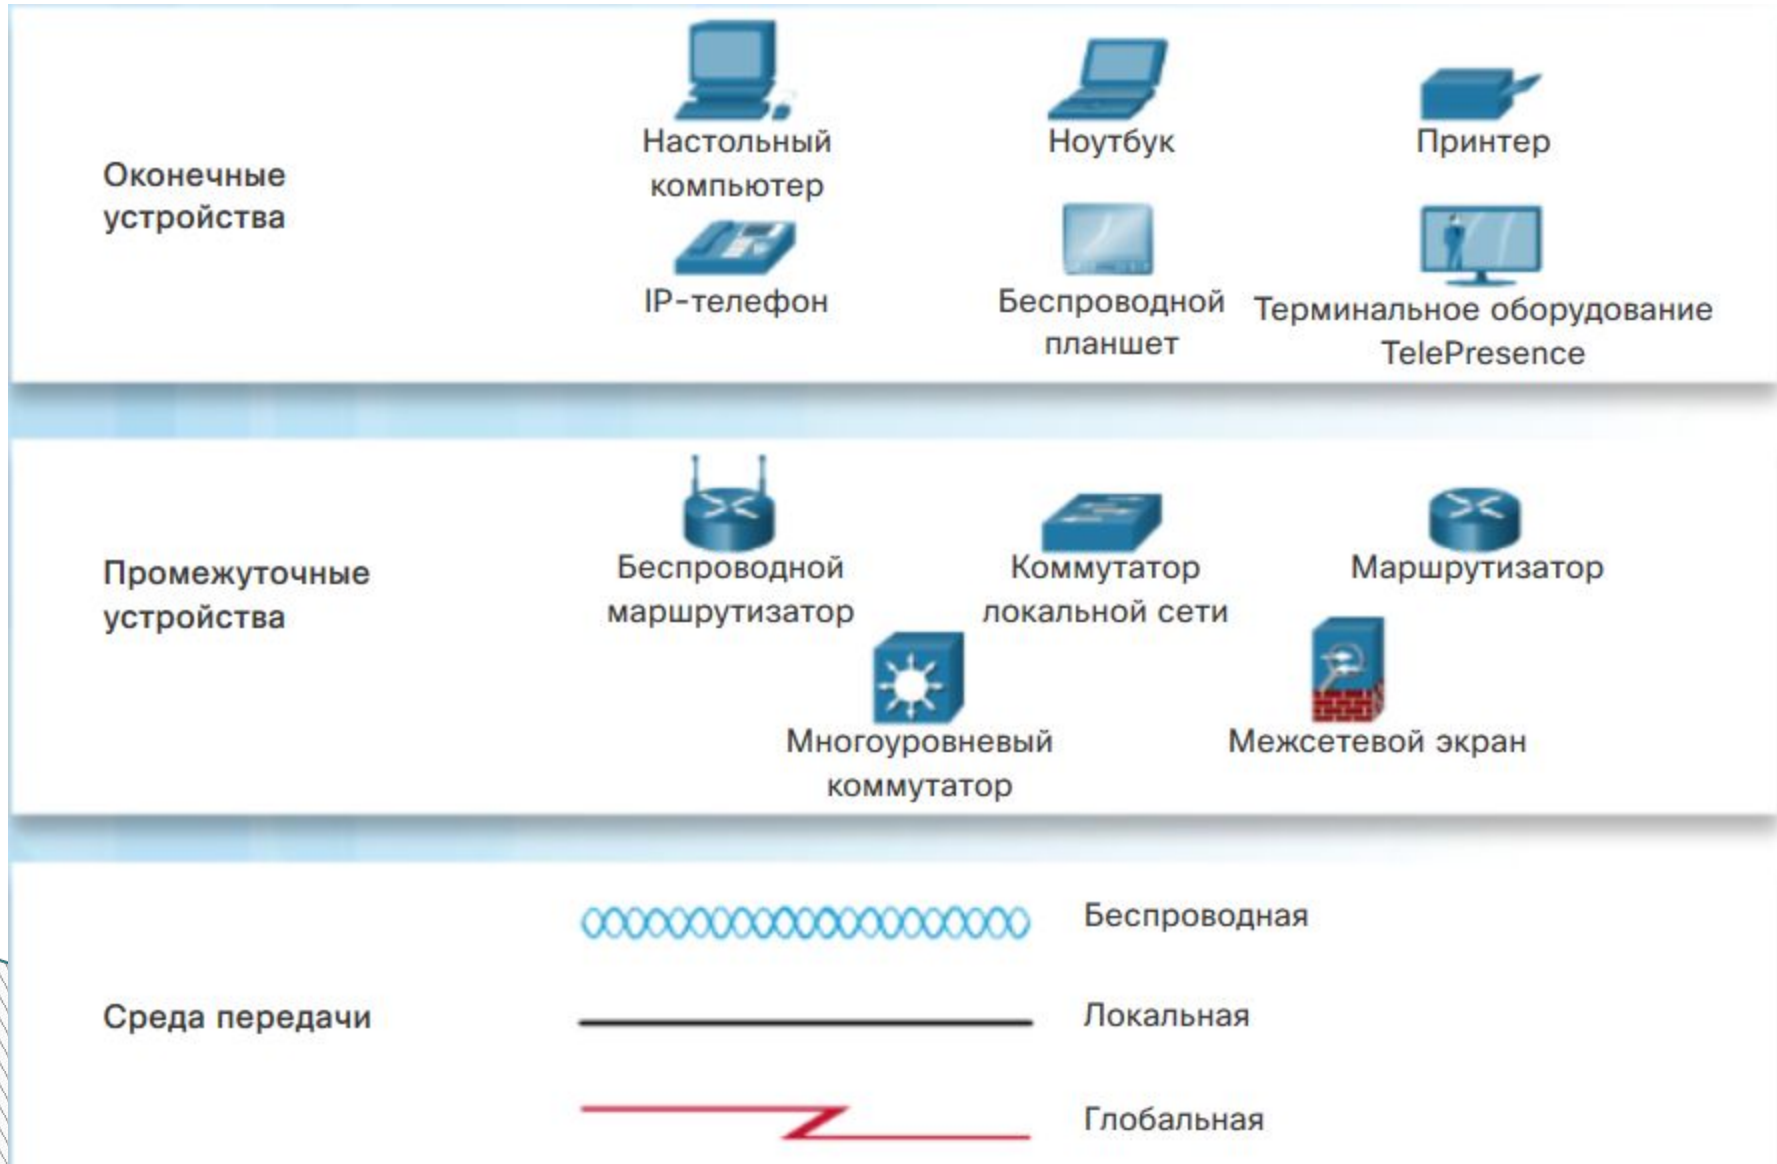 Оконечные
устройства
Настольный
компьютер
Ноутбук
Принтер
IP-телефон
Беспроводной
планшет
Терминальное оборудование
TelePresence
Промежуточные
устройства
Беспроводной
маршрутизатор
Коммутатор
локальной сети
Маршрутизатор
Многоуровневый
коммутатор
Межсетевой экран
Среда передачи
Беспроводная
Локальная
Глобальная